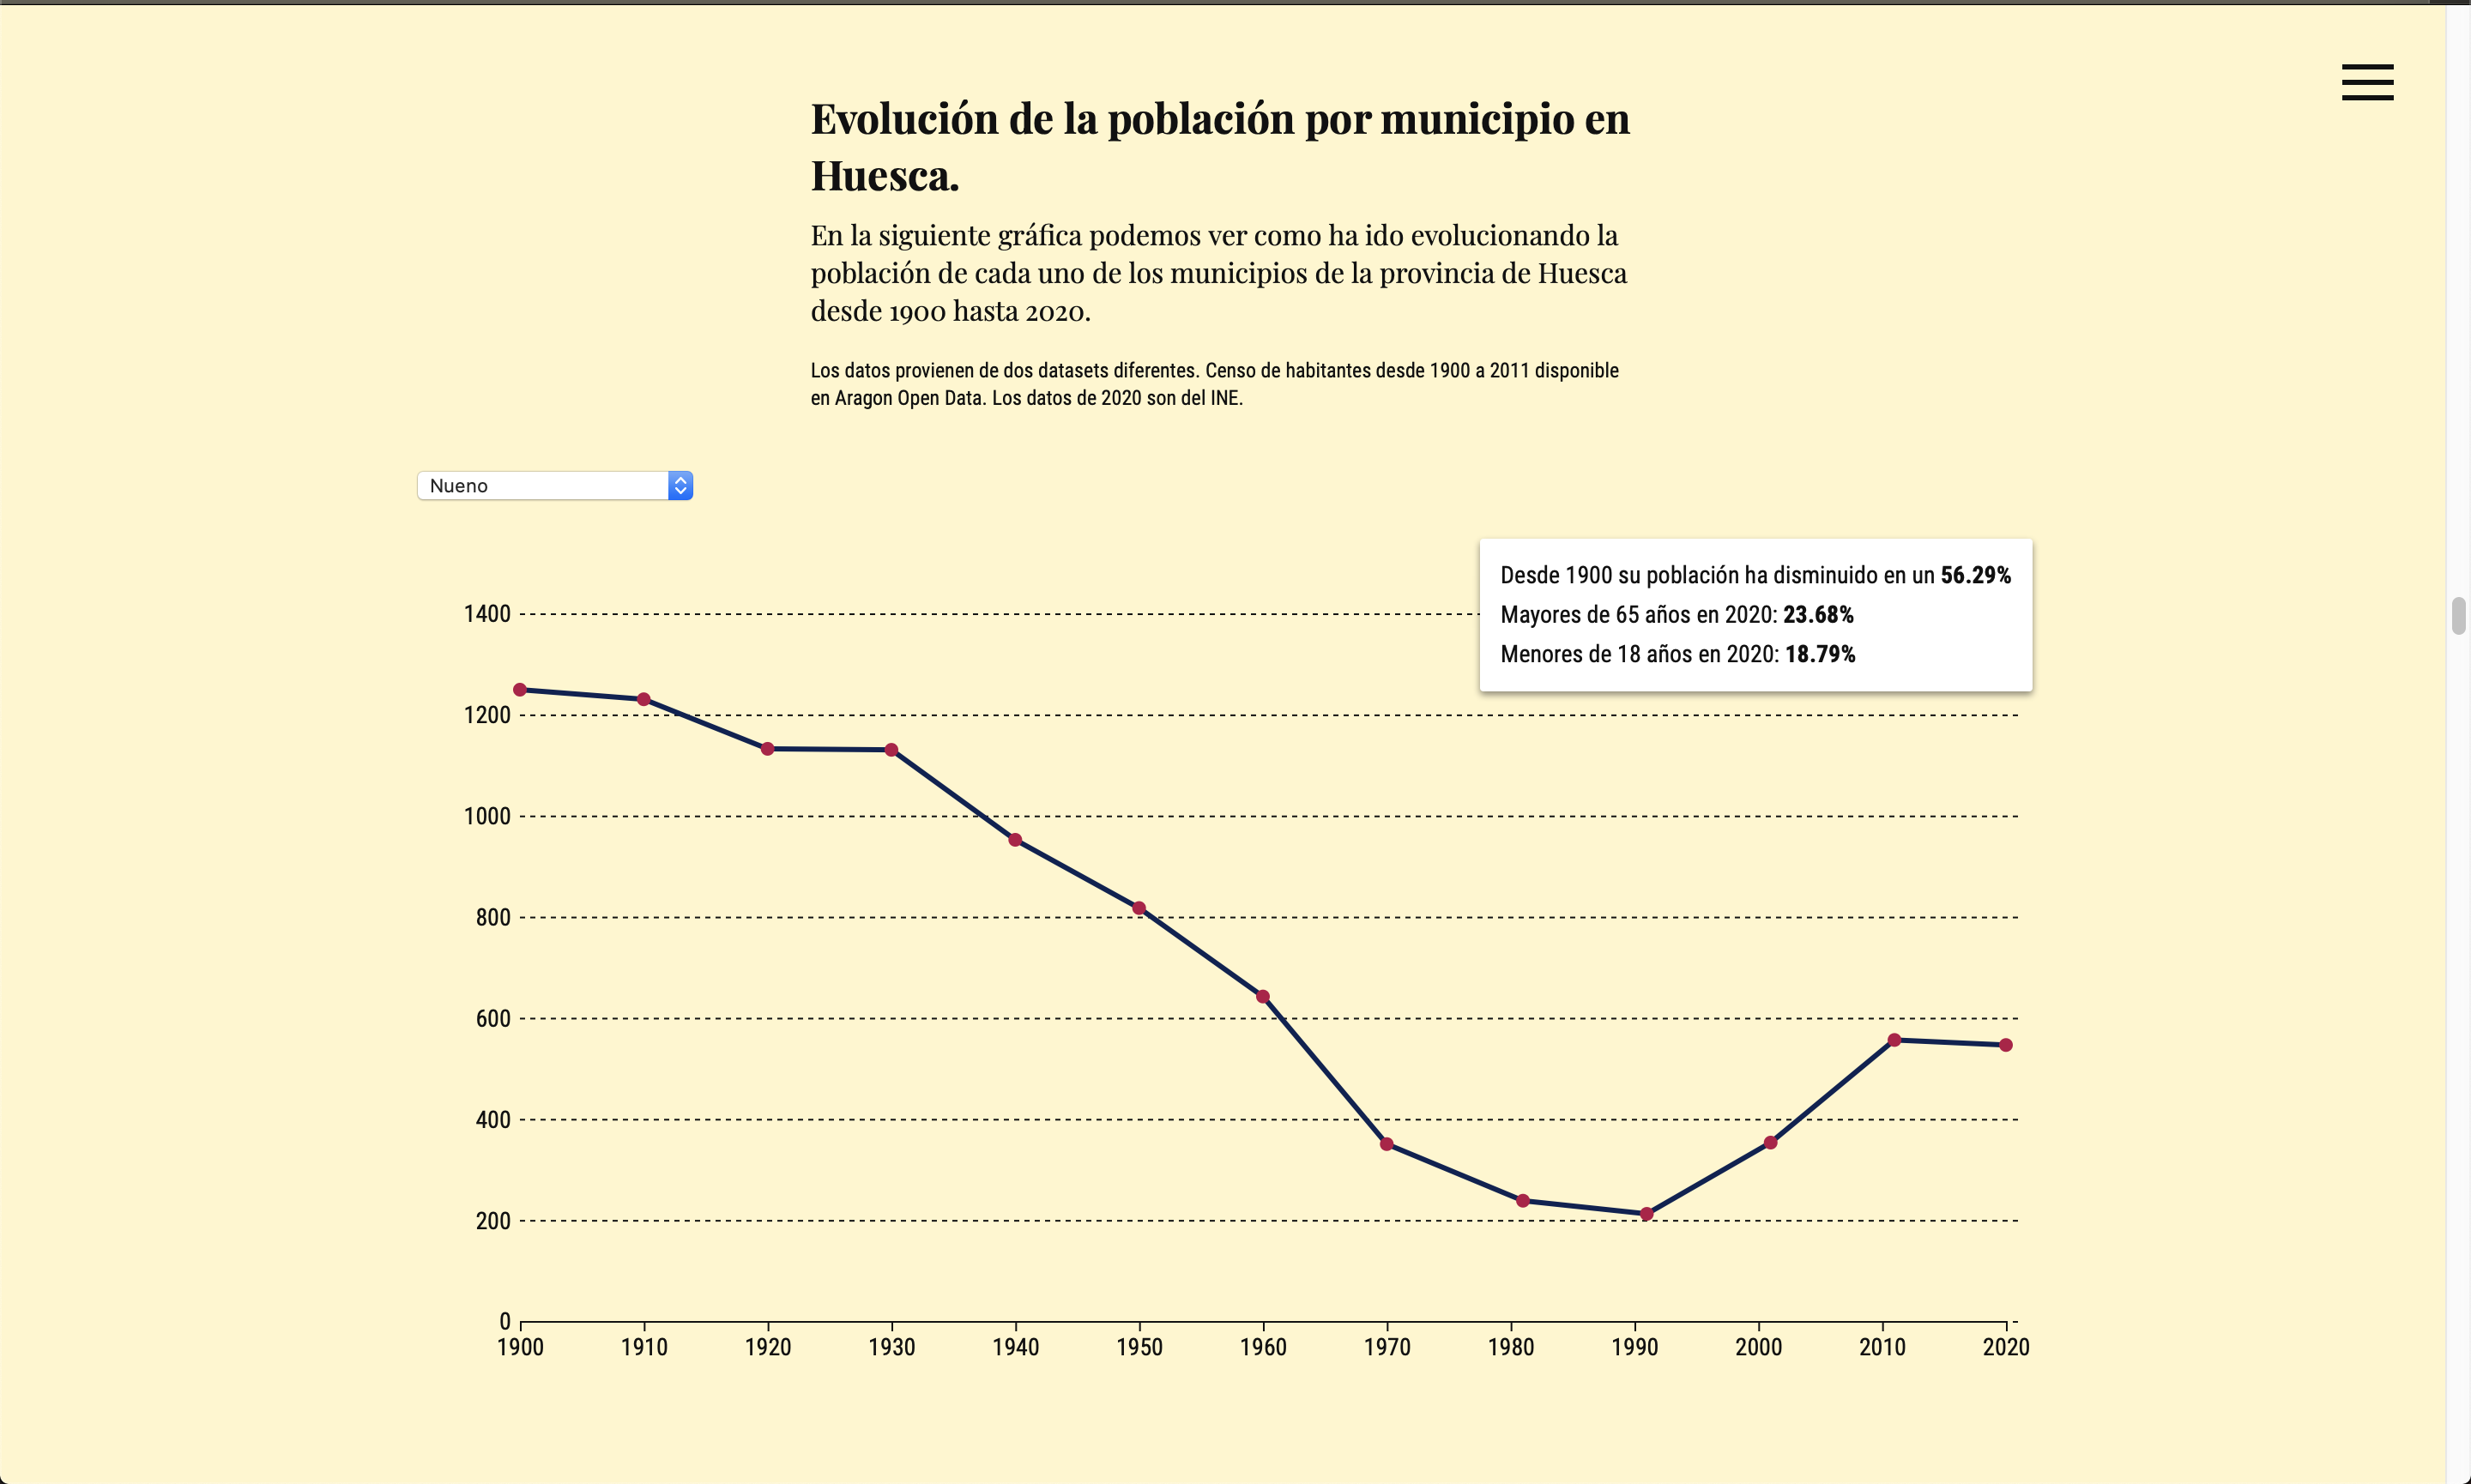 Evolución de la población por municipio en
Huesca.
En la siguiente gráfica podemos ver como ha ido evolucionando la
población de cada uno de los municipios de la provincia de Huesca
desde 1900 hasta 2020.
Los datos provienen de dos datasets diferentes. Censo de habitantes desde 1900 a 2011 disponible
en Aragon Open Data. Los datos de 2020 son del INE.
Nueno
Desde 1900 su población ha disminuido en un 56.29%
Mayores de 65 años en 2020: 23.68%
Menores de 18 años en 2020: 18.79%
1400
1200
1000
800
600
400
200
0
1900 1910 1920 1930 1940 1950 1960 1970 1980 1990 2000 2010 2020